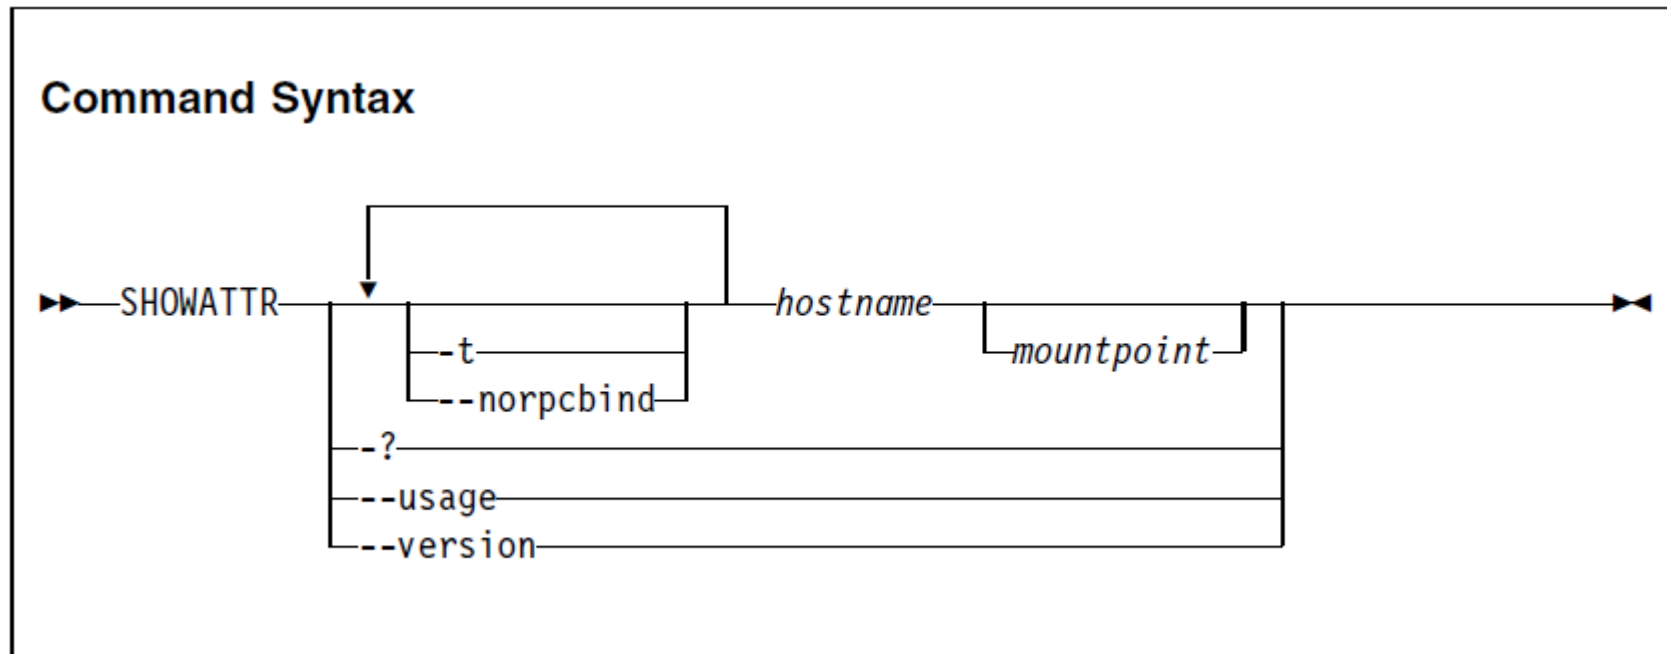 Command Syntax
SHOWATTR hostname
-t mountpoint
--norpcbind
-?
--usage
--version